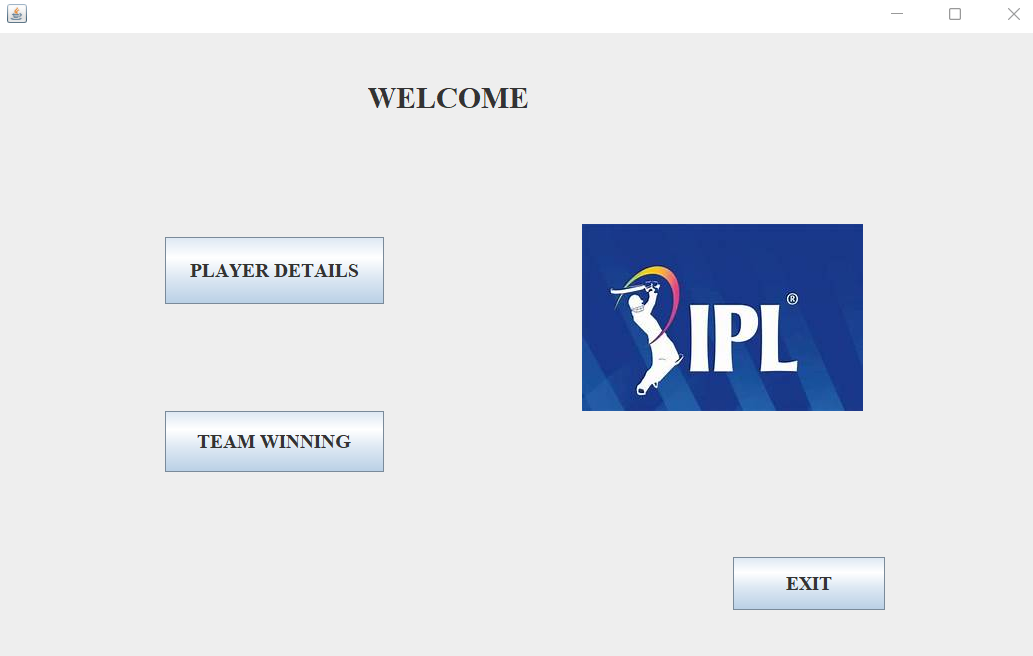 WELCOME
PLAYER DETAILS
IPL®
TEAM WINNING
EXIT